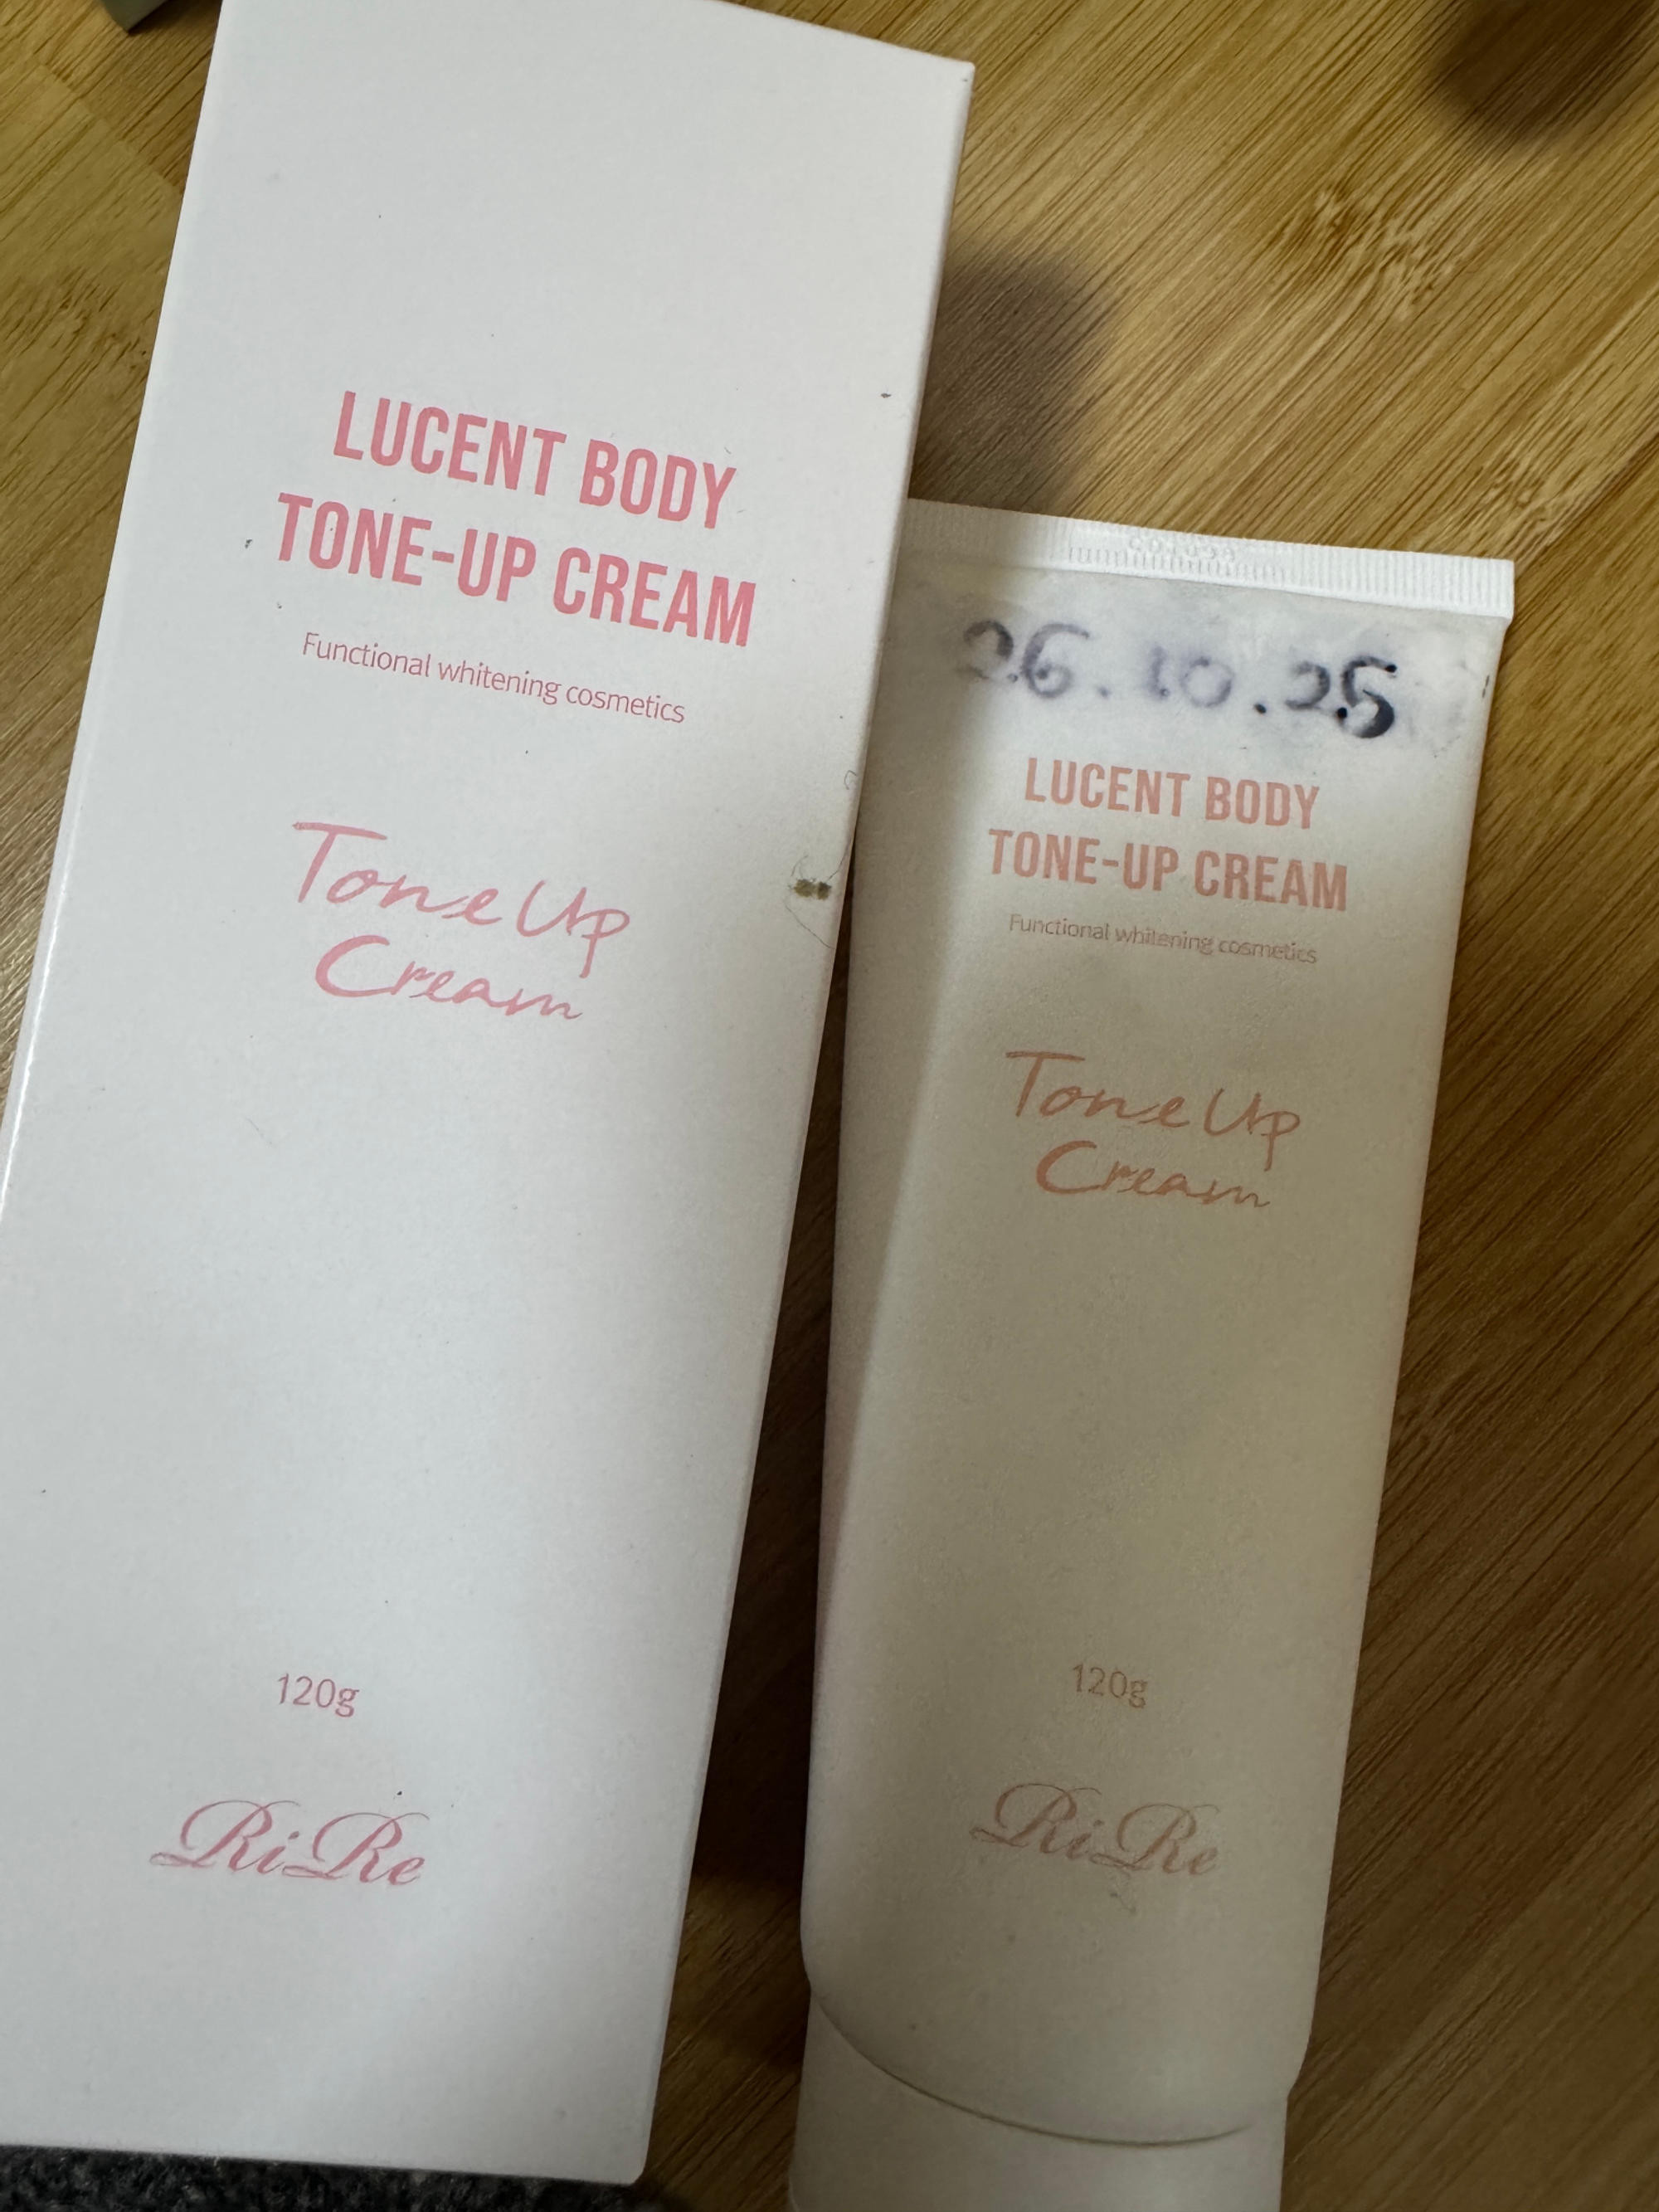 LUCENT BODY
TONE-UP CREAM
Functional whitening cosmetics
Tone Up
Cream
120g
RiRe
26.10.25
LUCENT BODY
TONE-UP CREAM
Functional whitening cosmetics
Tone Up
Cream
120g
RiRe